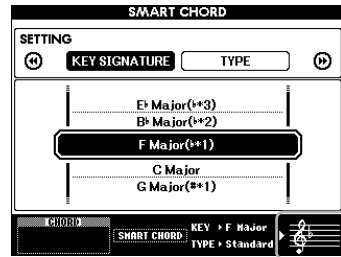 SMART CHORD
SETTING
KEY SIGNATURE TYPE
E♭ Major(♭*3)
B♭ Major(♭*2)
F Major(♭*1)
C Major
G Major(#*1)
CHORD
SMART CHORD
KEY ▸ F Major
TYPE ▸ Standard